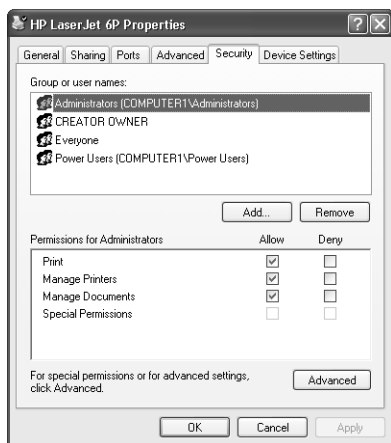 HP LaserJet 6P Properties
General Sharing Ports Advanced Security Device Settings
Group or user names:
Administrators (COMPUTER1\Administrators)
CREATOR OWNER
Everyone
Power Users (COMPUTER1\Power Users)
Add... Remove
Permissions for Administrators Allow Deny
Print
Manage Printers
Manage Documents
Special Permissions
For special permissions or for advanced settings,
click Advanced.
Advanced
OK Cancel Apply